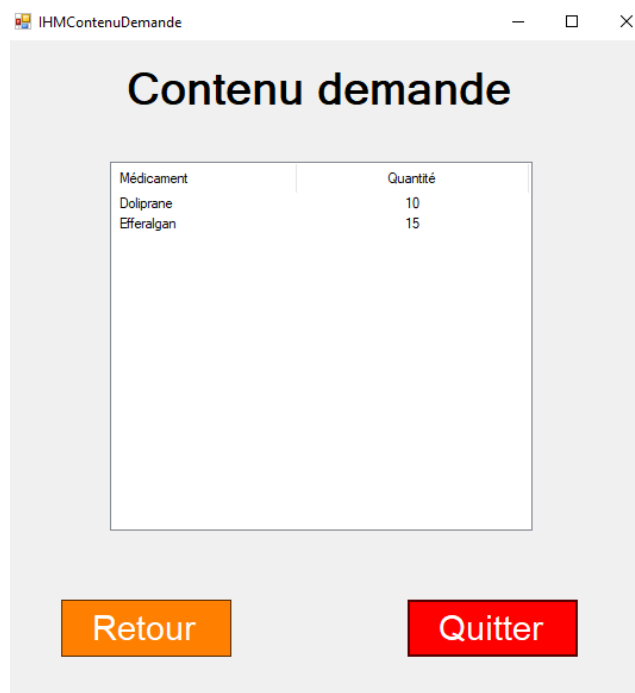 IHMContenuDemande
Contenu demande
Médicament Quantité
Doliprane 10
Efferalgan 15
Retour Quitter